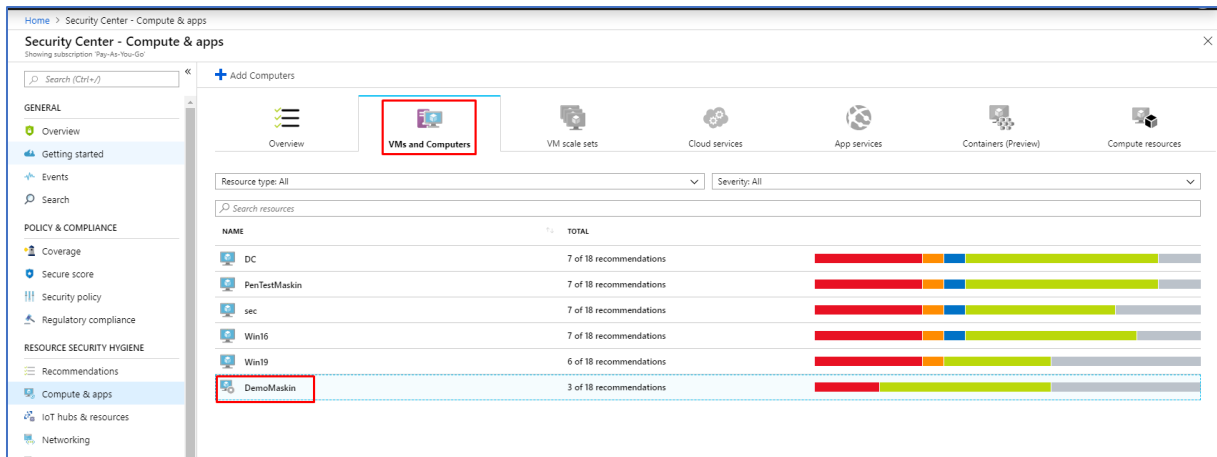 Home > Security Center - Compute & apps
Security Center - Compute & apps
Showing subscription 'Pay-As-You-Go'
Search (Ctrl+/)
«
Add Computers
GENERAL
Overview
Getting started
Events
Search
POLICY & COMPLIANCE
Coverage
Secure score
Security policy
Regulatory compliance
RESOURCE SECURITY HYGIENE
Recommendations
Compute & apps
IoT hubs & resources
Networking
Overview
VMs and Computers
VM scale sets
Cloud services
App services
Containers (Preview)
Compute resources
Resource type: All
Severity: All
Search resources
NAME TOTAL
DC 7 of 18 recommendations
PenTestMaskin 7 of 18 recommendations
sec 7 of 18 recommendations
Win16 7 of 18 recommendations
Win19 6 of 18 recommendations
DemoMaskin 3 of 18 recommendations